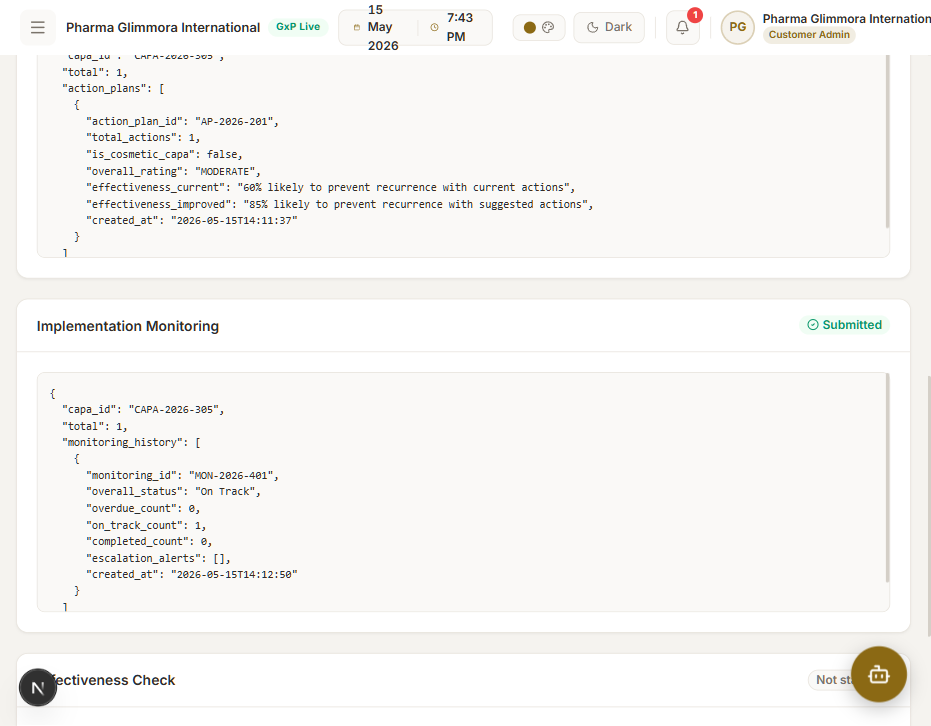 Pharma Glimmora International
GxP Live
15 May 2026
7:43 PM
Dark
1
PG
Pharma Glimmora Internation
Customer Admin
"capa_id": "CAPA-2026-305",
"total": 1,
"action_plans": [
{
"action_plan_id": "AP-2026-201",
"total_actions": 1,
"is_cosmetic_capa": false,
"overall_rating": "MODERATE",
"effectiveness_current": "60% likely to prevent recurrence with current actions",
"effectiveness_improved": "85% likely to prevent recurrence with suggested actions",
"created_at": "2026-05-15T14:11:37"
}
]
Implementation Monitoring
Submitted
{
"capa_id": "CAPA-2026-305",
"total": 1,
"monitoring_history": [
{
"monitoring_id": "MON-2026-401",
"overall_status": "On Track",
"overdue_count": 0,
"on_track_count": 1,
"completed_count": 0,
"escalation_alerts": [],
"created_at": "2026-05-15T14:12:50"
}
]
N
fectiveness Check
Not st